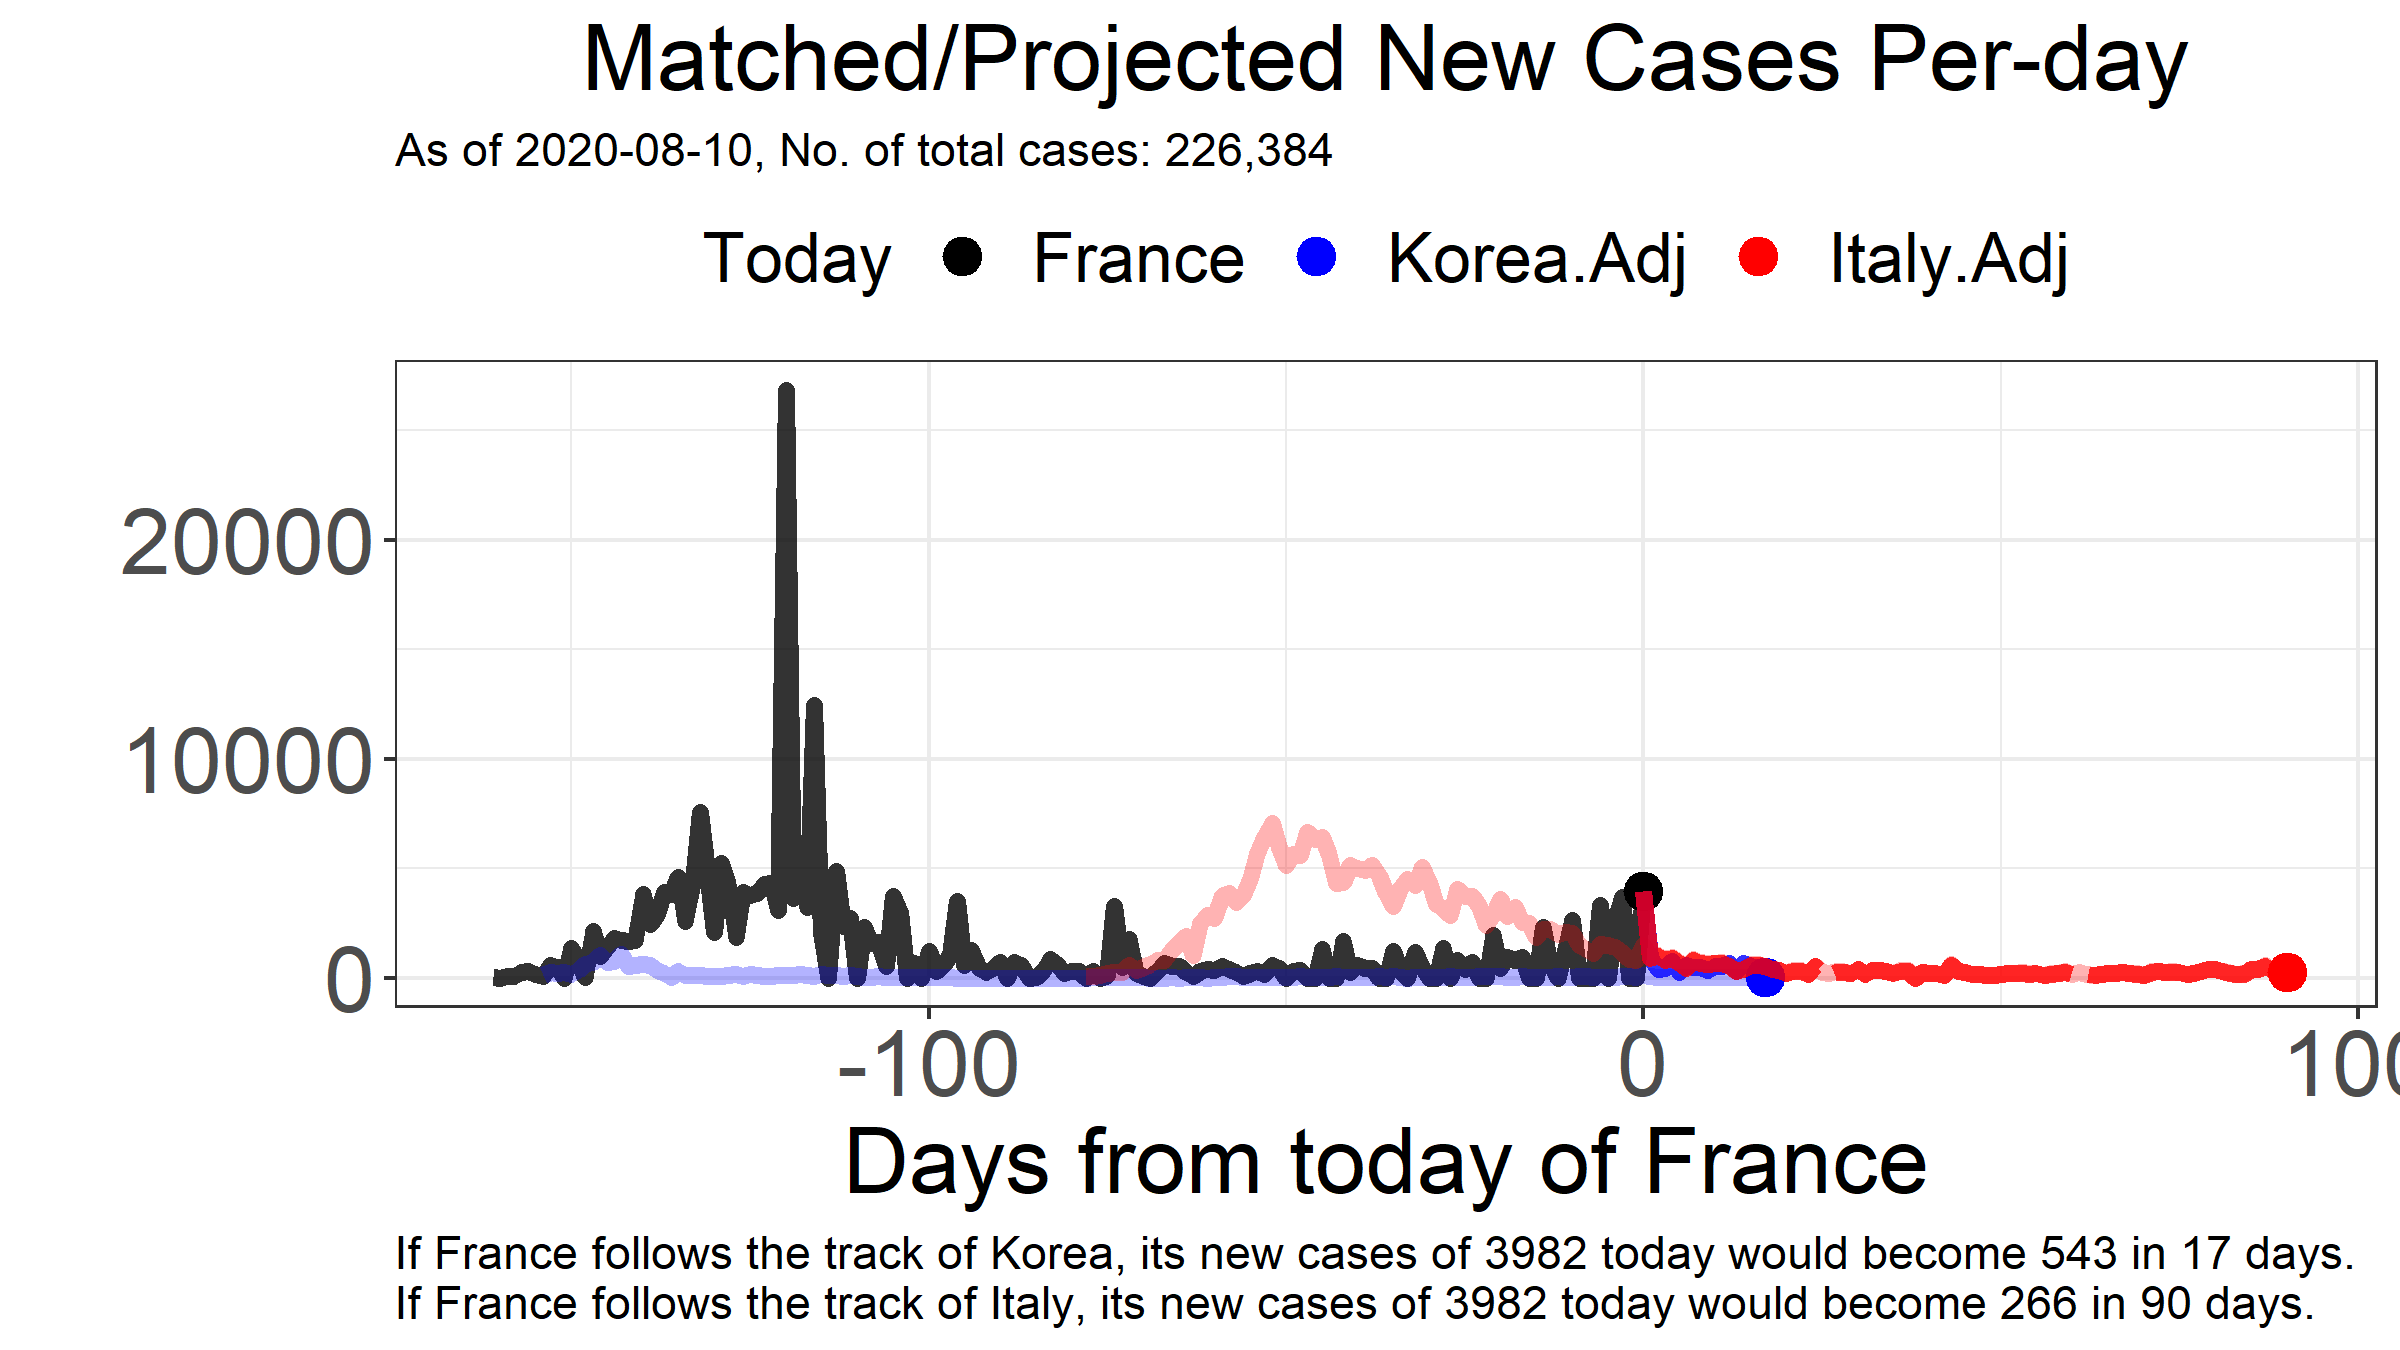 Matched/Projected New Cases Per-day
As of 2020-08-10, No. of total cases: 226,384
Today France Korea.Adj Italy.Adj
20000
10000
0
-100 0 100
Days from today of France
If France follows the track of Korea, its new cases of 3982 today would become 543 in 17 days.
If France follows the track of Italy, its new cases of 3982 today would become 266 in 90 days.